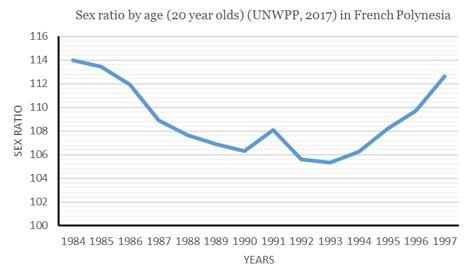 Sex ratio by age (20 year olds) (UNWPP, 2017) in French Polynesia
116
114
112
110
108
106
104
102
100
SEX RATIO
1984 1985 1986 1987 1988 1989 1990 1991 1992 1993 1994 1995 1996 1997
YEARS